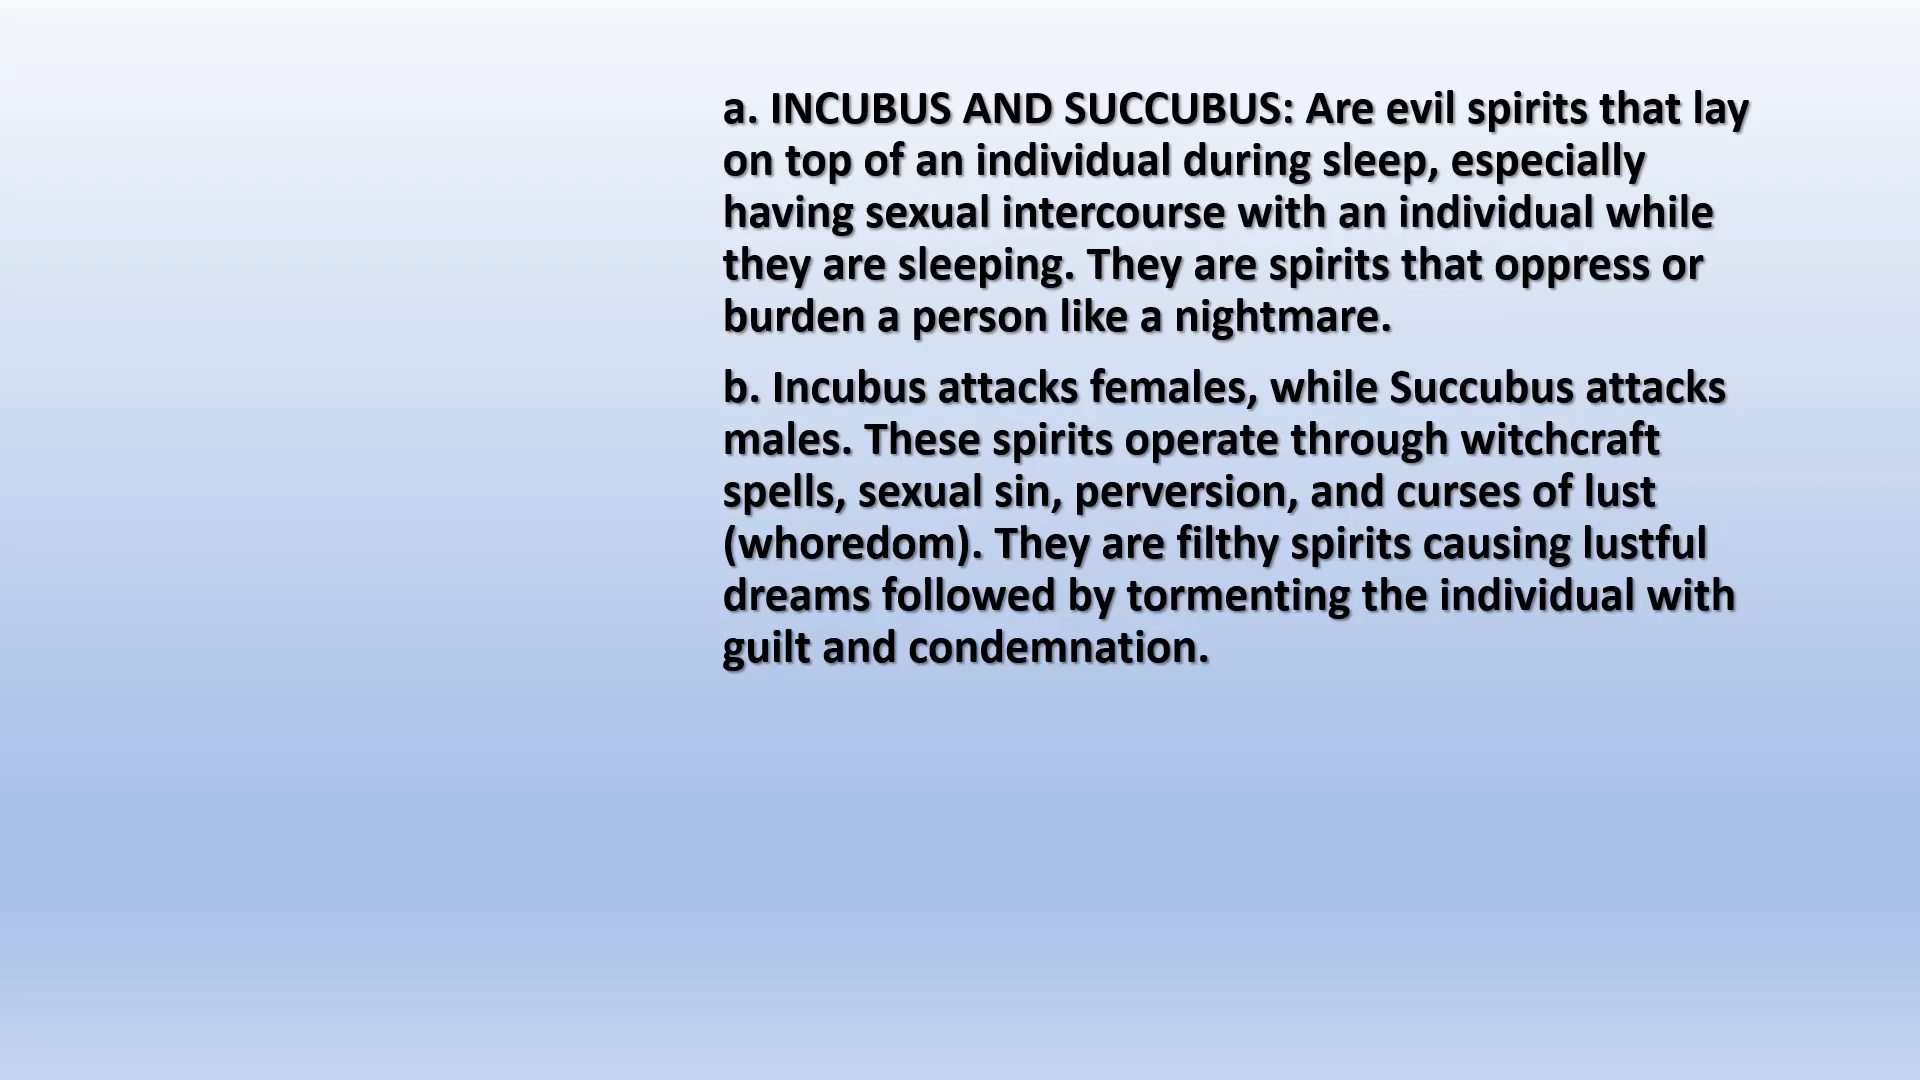 a. INCUBUS AND SUCCUBUS: Are evil spirits that lay
on top of an individual during sleep, especially
having sexual intercourse with an individual while
they are sleeping. They are spirits that oppress or
burden a person like a nightmare.
b. Incubus attacks females, while Succubus attacks
males. These spirits operate through witchcraft
spells, sexual sin, perversion, and curses of lust
(whoredom). They are filthy spirits causing lustful
dreams followed by tormenting the individual with
guilt and condemnation.